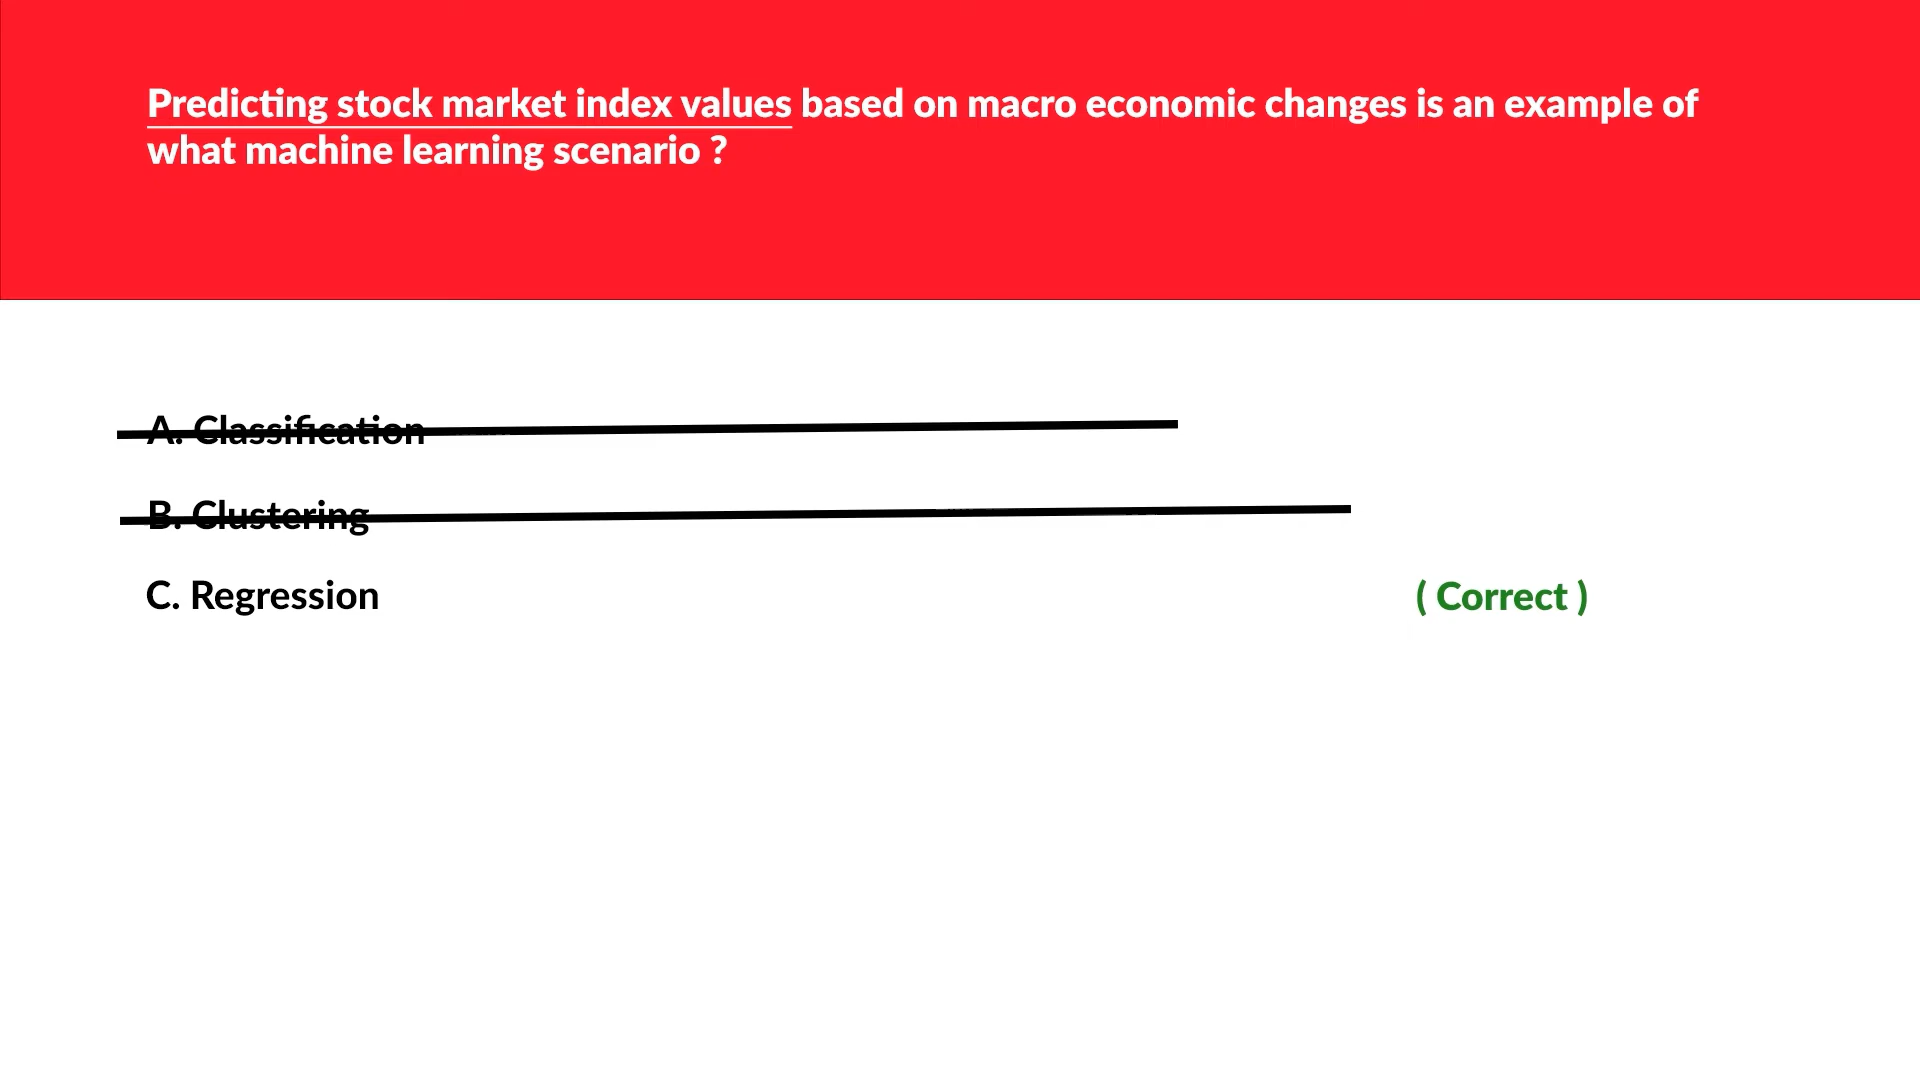 Predicting stock market index values based on macro economic changes is an example of
what machine learning scenario ?
A. Classification
B. Clustering
C. Regression ( Correct )